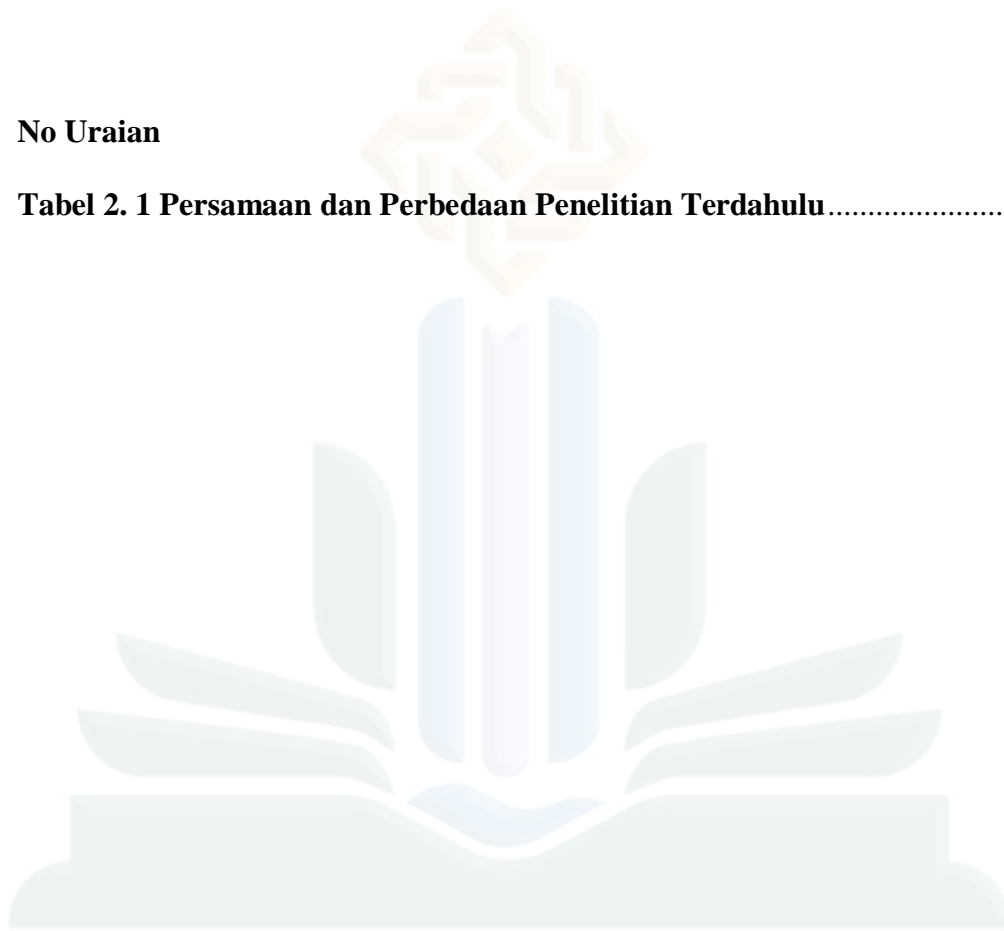 No Uraian
Tabel 2. 1 Persamaan dan Perbedaan Penelitian Terdahulu......................